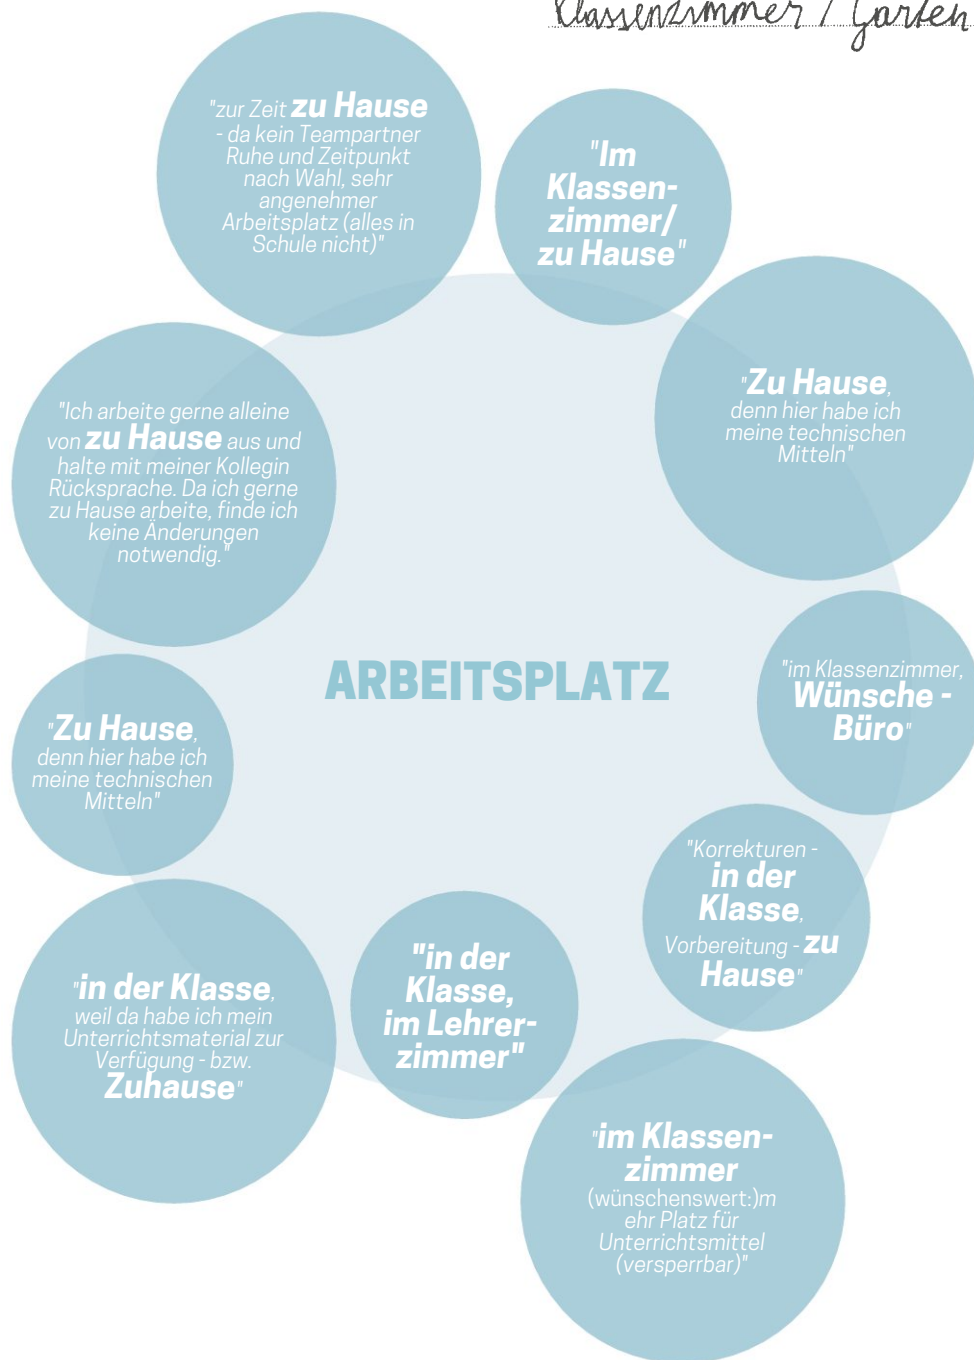 Klassenzimmer / Garten
"zur Zeit zu Hause
- da kein Teampartner
Ruhe und Zeitpunkt
nach Wahl, sehr
angenehmer
Arbeitsplatz (alles in
Schule nicht)"
"Im
Klassen-
zimmer/
zu Hause"
"Zu Hause,
denn hier habe ich
meine technischen
Mitteln"
"Ich arbeite gerne alleine
von zu Hause aus und
halte mit meiner Kollegin
Rücksprache. Da ich gerne
zu Hause arbeite, finde ich
keine Änderungen
notwendig."
ARBEITSPLATZ
"im Klassenzimmer,
Wünsche -
Büro"
"Zu Hause,
denn hier habe ich
meine technischen
Mitteln"
"Korrekturen -
in der
Klasse,
Vorbereitung - zu
Hause"
"in der
Klasse,
im Lehrer-
zimmer"
"in der Klasse,
weil da habe ich mein
Unterrichtsmaterial zur
Verfügung - bzw.
Zuhause"
"im Klassen-
zimmer
(wünschenswert:)m
ehr Platz für
Unterrichtsmittel
(versperrbar)"